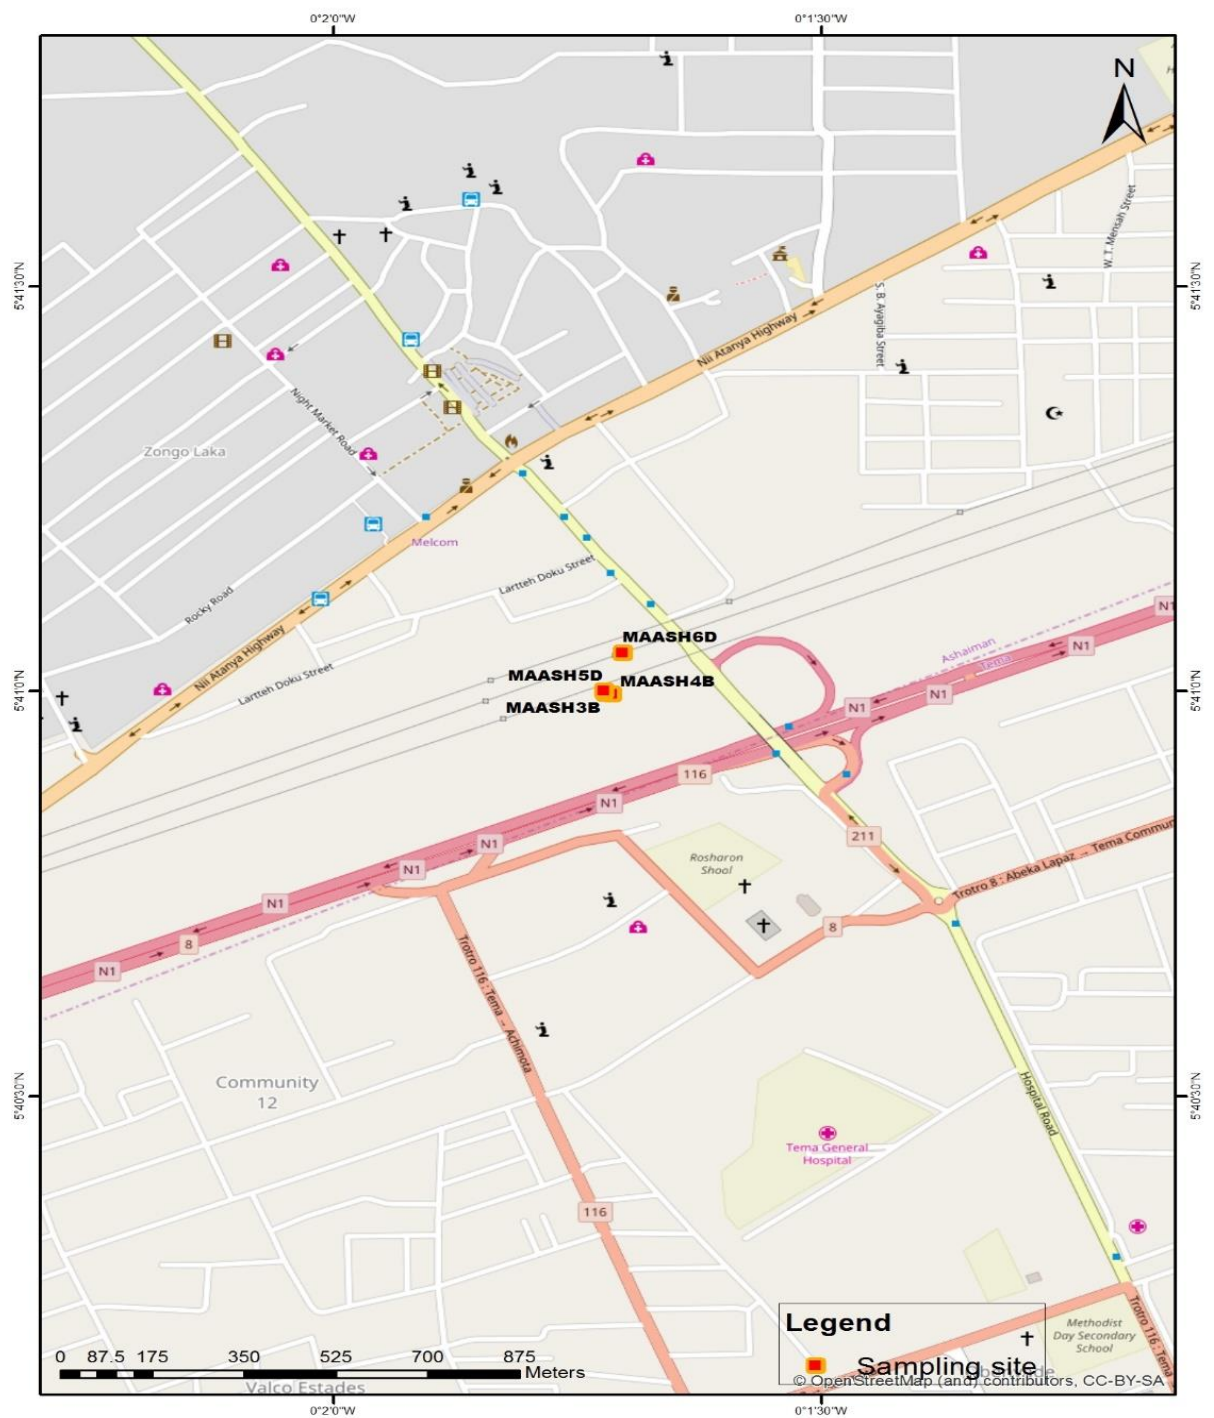 0°2'0"W
0°1'30"W
N
W. T. Mensah Street
5°41'30"N
5°41'30"N
S. B. Ayagiba Street
Nii Atanya Highway
Night Market Road
Zongo Laka
Melcom
Lartteh Doku Street
Rocky Road
N1
MAASH6D
Ashaiman
Tema
N1
Nii Atanya Highway
MAASH5D
MAASH4B
5°41'0"N
5°41'0"N
Lartteh Doku Street
N1
N1
MAASH3B
116
N1
211
N1
Trotro 8 : Abeka Lapaz → Tema Commun
Rosharon
Shool
N1
N1
8
8
N1
Trotro 116 : Tema → Achimota
Community
12
5°40'30"N
5°40'30"N
Hospital Road
Tema General
Hospital
116
Legend
Methodist
Day Secondary
School
Trotro 116 : Tema
0 87.5 175 350 525 700 875
Meters
Sampling site
© OpenStreetMap (and) contributors, CC-BY-SA
Valco Estades
0°2'0"W
0°1'30"W